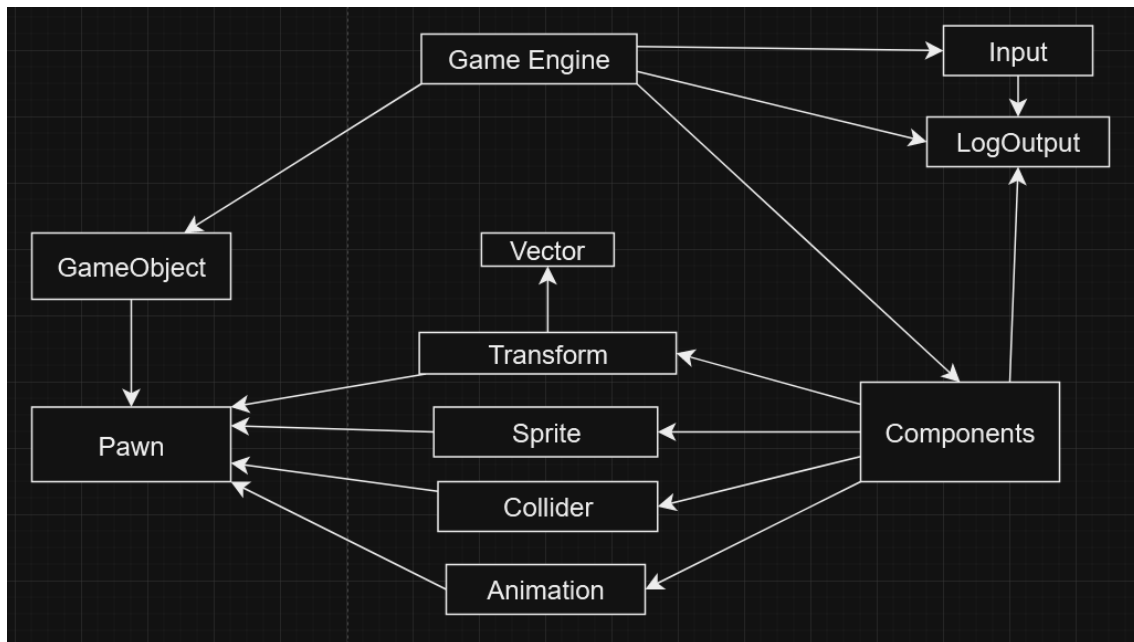 Game Engine
Input
LogOutput
GameObject
Vector
Transform
Pawn
Sprite
Components
Collider
Animation